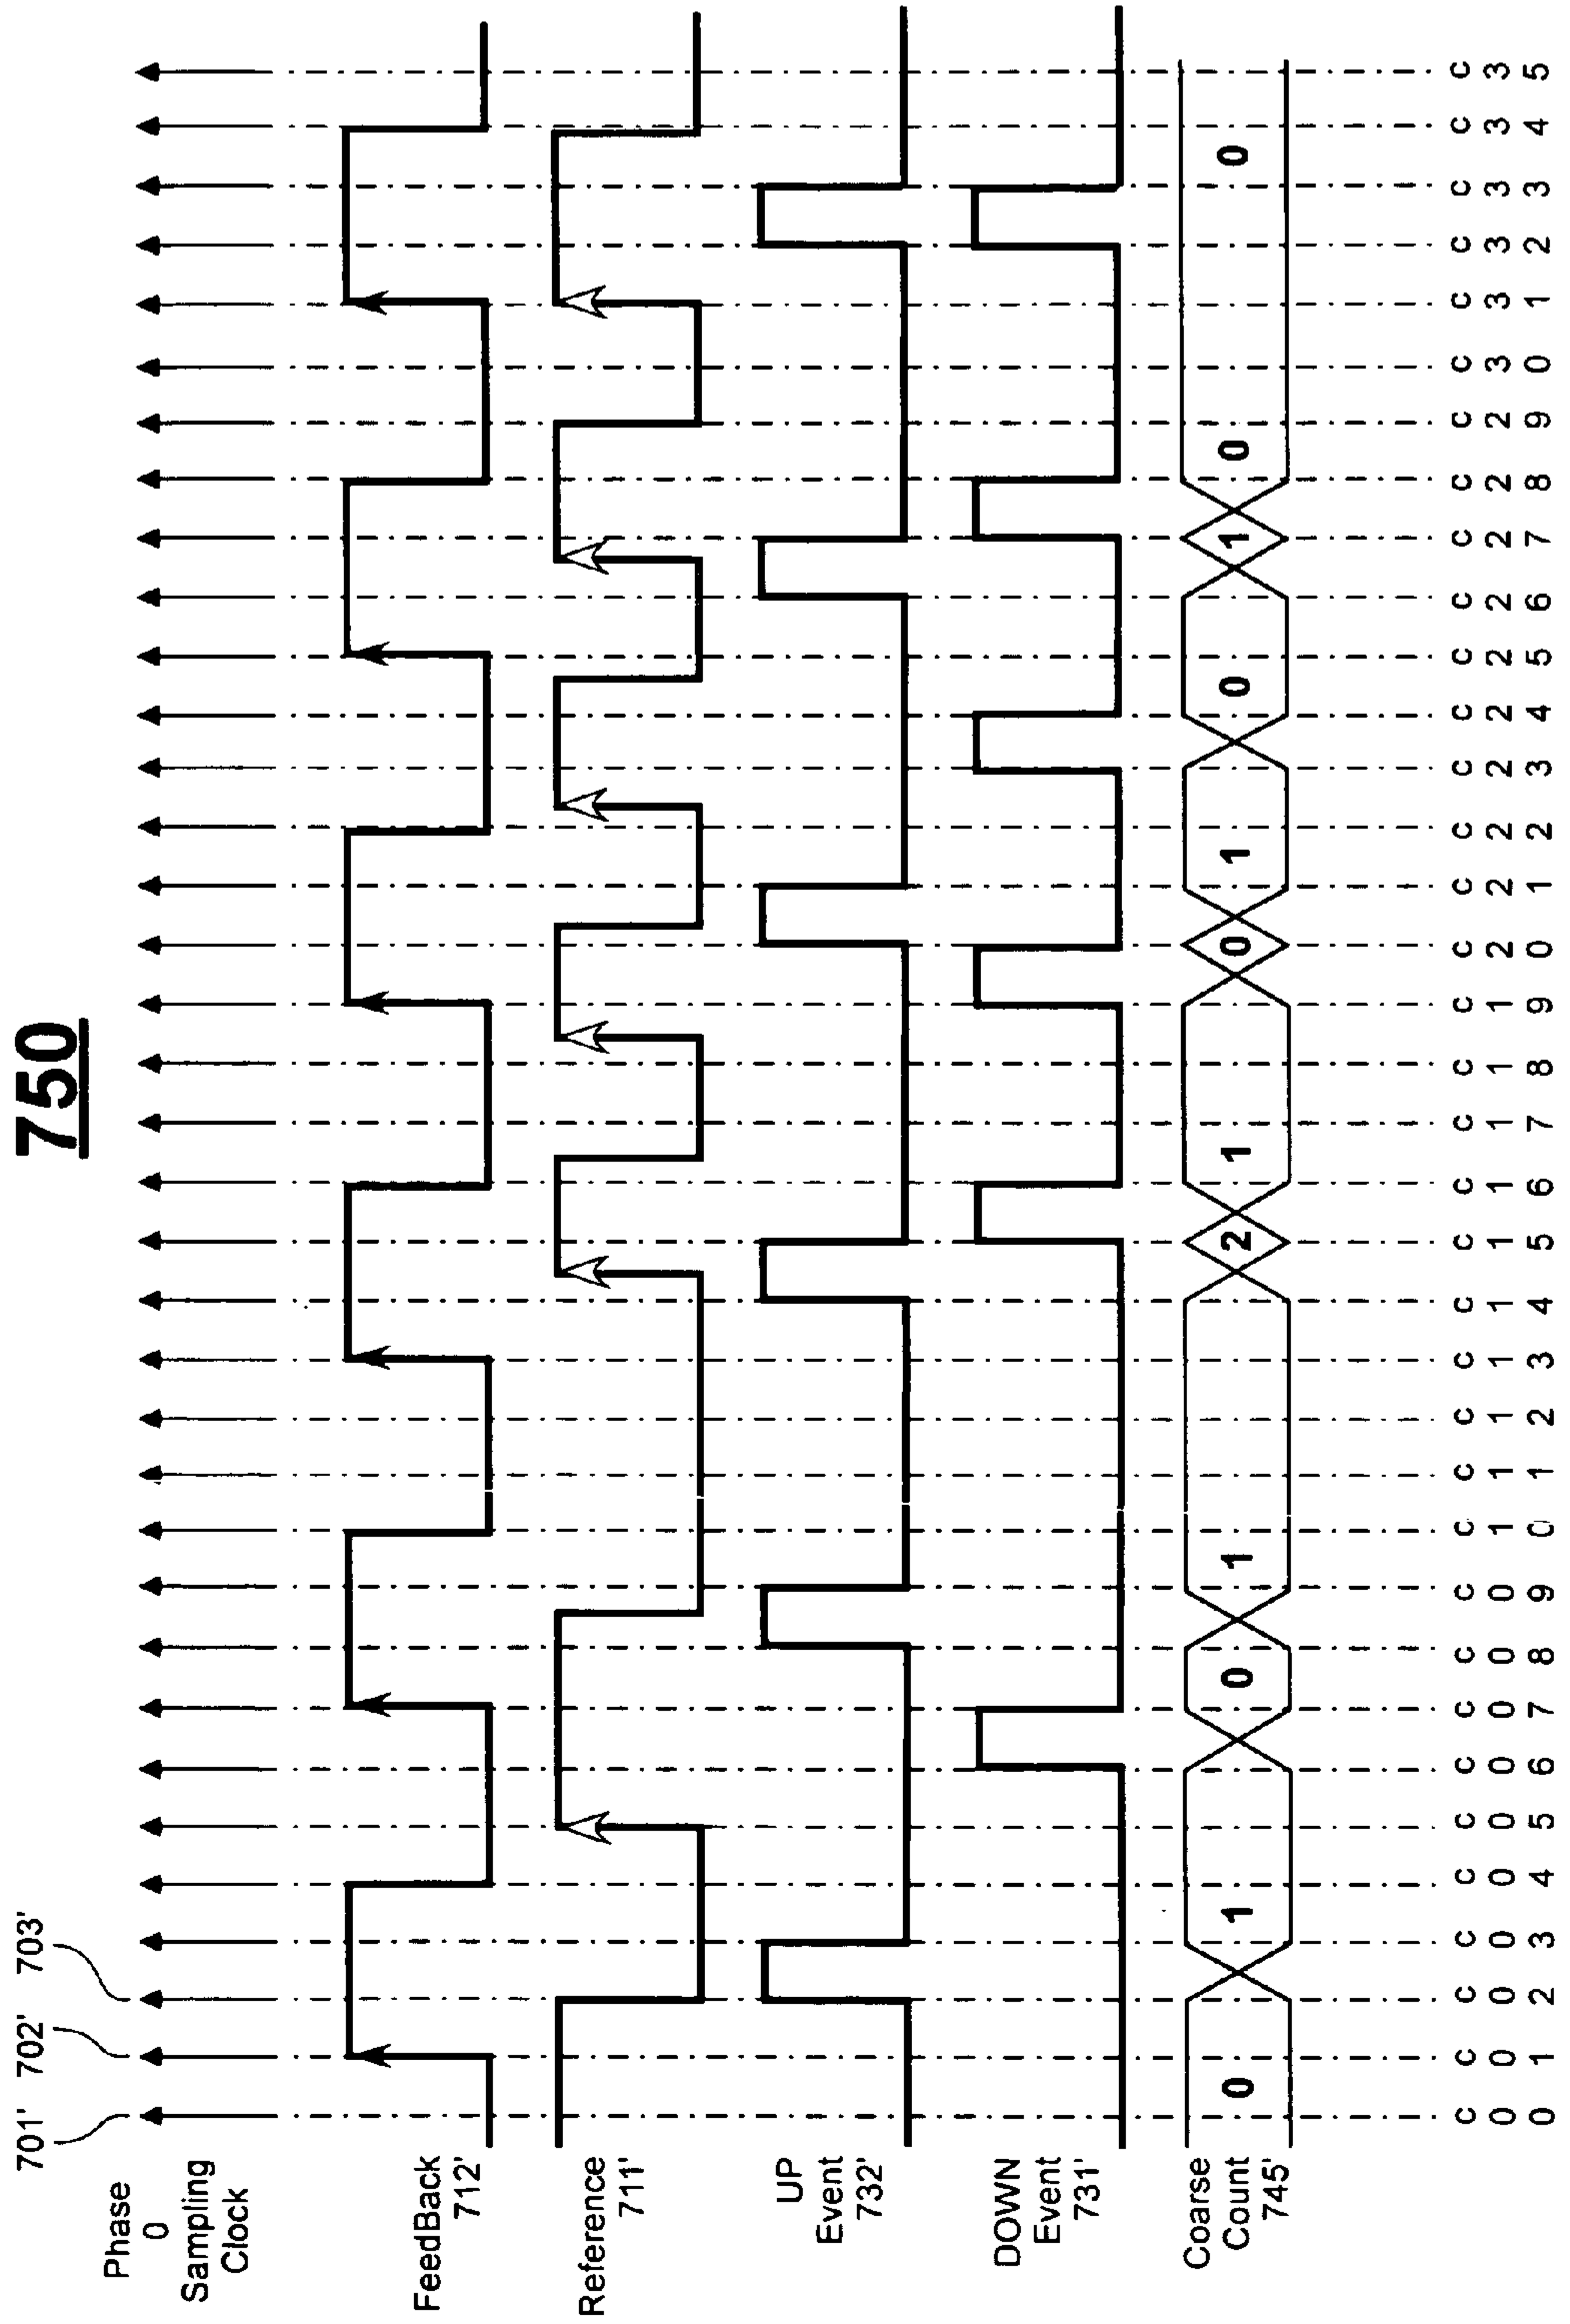 750
701' 702' 703'
Phase
0
Sampling
Clock
FeedBack
712'
Reference
711'
UP
Event
732'
DOWN
Event
731'
Coarse
Count
745'
0 1 0 1 2 1 0 1 0 1 0 0
C00 C01 C02 C03 C04 C05 C06 C07 C08 C09 C10 C11 C12 C13 C14 C15 C16 C17 C18 C19 C20 C21 C22 C23 C24 C25 C26 C27 C28 C29 C30 C31 C32 C33 C34 C35